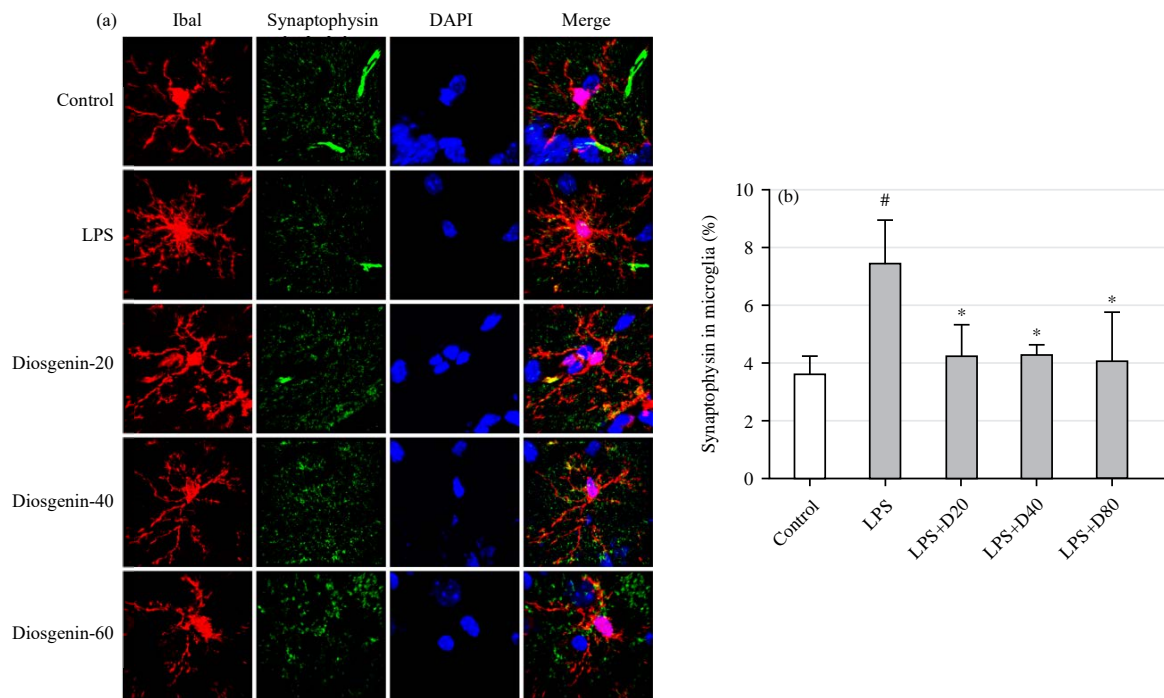 (a) Ibal Synaptophysin DAPI Merge
Control
LPS
Diosgenin-20
Diosgenin-40
Diosgenin-60
(b)
Synaptophysin in microglia (%)
10
8
6
4
2
0
#
*
*
*
Control LPS LPS+D20 LPS+D40 LPS+D80